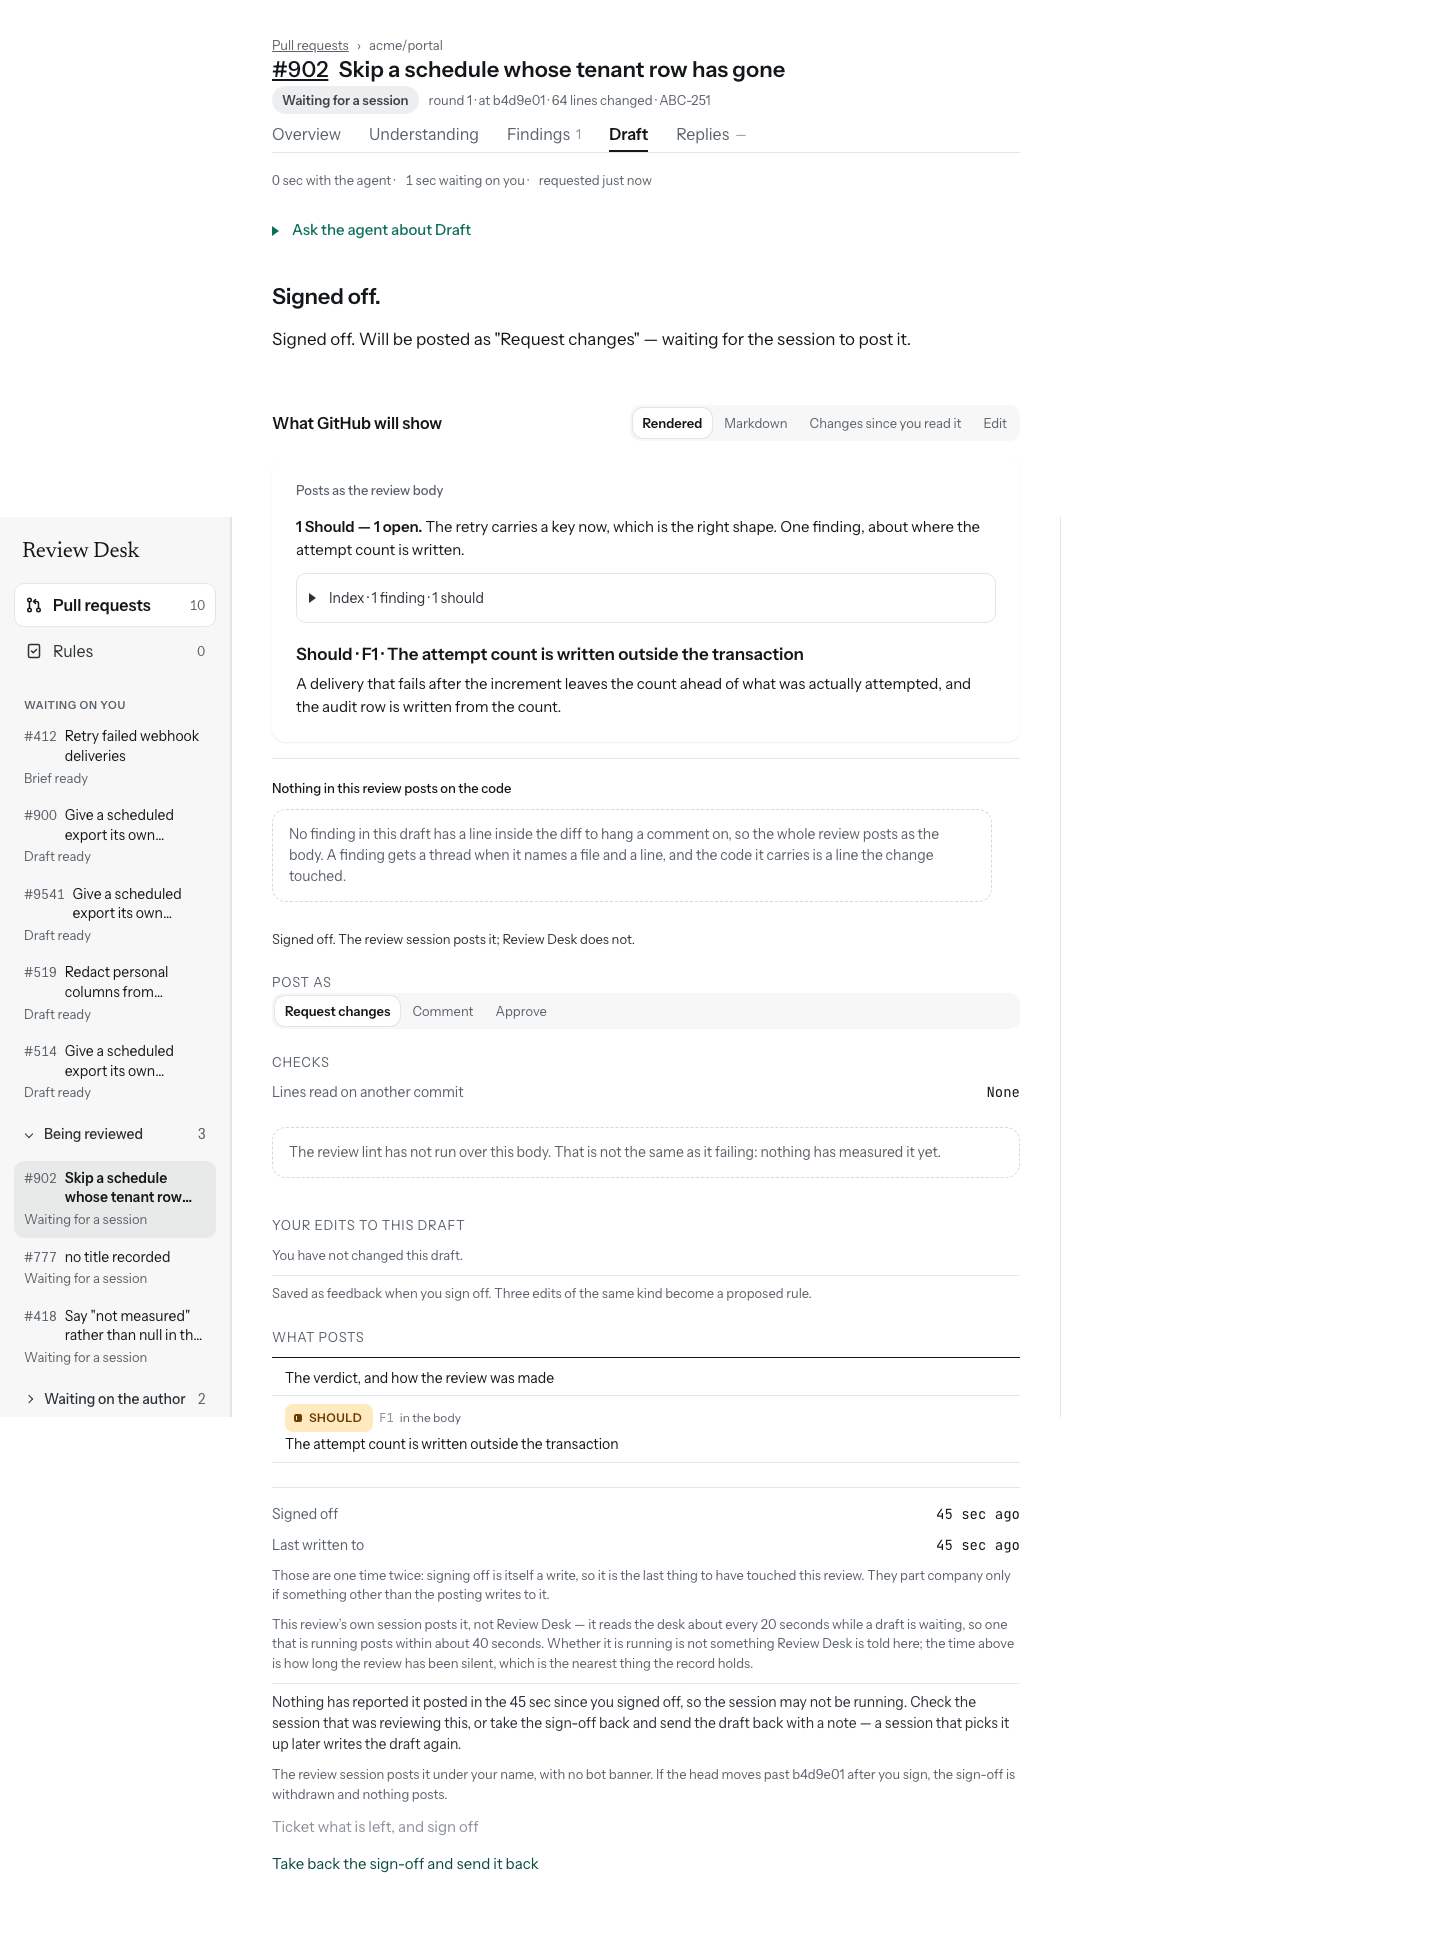 Pull requests › acme/portal
#902 Skip a schedule whose tenant row has gone
Waiting for a session round 1 · at b4d9e01 · 64 lines changed · ABC-251
Overview Understanding Findings 1 Draft Replies —
0 sec with the agent · 1 sec waiting on you · requested just now
Ask the agent about Draft
Signed off.
Signed off. Will be posted as "Request changes" — waiting for the session to post it.
What GitHub will show
Rendered Markdown Changes since you read it Edit
Posts as the review body
1 Should — 1 open. The retry carries a key now, which is the right shape. One finding, about where the
attempt count is written.
Index · 1 finding · 1 should
Should · F1 · The attempt count is written outside the transaction
A delivery that fails after the increment leaves the count ahead of what was actually attempted, and
the audit row is written from the count.
Nothing in this review posts on the code
No finding in this draft has a line inside the diff to hang a comment on, so the whole review posts as the
body. A finding gets a thread when it names a file and a line, and the code it carries is a line the change
touched.
Signed off. The review session posts it; Review Desk does not.
POST AS
Request changes Comment Approve
CHECKS
Lines read on another commit None
The review lint has not run over this body. That is not the same as it failing: nothing has measured it yet.
YOUR EDITS TO THIS DRAFT
You have not changed this draft.
Saved as feedback when you sign off. Three edits of the same kind become a proposed rule.
WHAT POSTS
The verdict, and how the review was made
SHOULD F1 in the body
The attempt count is written outside the transaction
Signed off 45 sec ago
Last written to 45 sec ago
Those are one time twice: signing off is itself a write, so it is the last thing to have touched this review. They part company only
if something other than the posting writes to it.
This review's own session posts it, not Review Desk — it reads the desk about every 20 seconds while a draft is waiting, so one
that is running posts within about 40 seconds. Whether it is running is not something Review Desk is told here; the time above
is how long the review has been silent, which is the nearest thing the record holds.
Nothing has reported it posted in the 45 sec since you signed off, so the session may not be running. Check the
session that was reviewing this, or take the sign-off back and send the draft back with a note — a session that picks it
up later writes the draft again.
The review session posts it under your name, with no bot banner. If the head moves past b4d9e01 after you sign, the sign-off is
withdrawn and nothing posts.
Ticket what is left, and sign off
Take back the sign-off and send it back
Review Desk
Pull requests 10
Rules 0
WAITING ON YOU
#412 Retry failed webhook
deliveries
Brief ready
#900 Give a scheduled
export its own…
Draft ready
#9541 Give a scheduled
export its own…
Draft ready
#519 Redact personal
columns from…
Draft ready
#514 Give a scheduled
export its own…
Draft ready
Being reviewed 3
#902 Skip a schedule
whose tenant row…
Waiting for a session
#777 no title recorded
Waiting for a session
#418 Say "not measured"
rather than null in th…
Waiting for a session
Waiting on the author 2